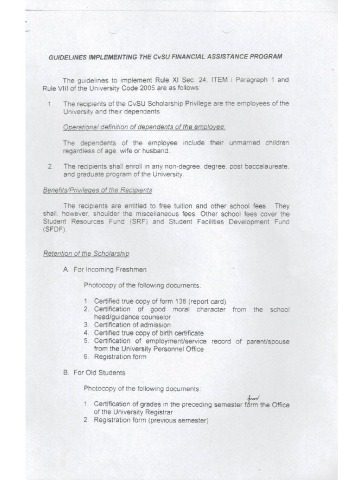 GUIDELINES IMPLEMENTING THE CvSU FINANCIAL ASSISTANCE PROGRAM
The guidelines to implement Rule XI Sec. 24, ITEM i Paragraph 1 and
Rule VIII of the University Code 2005 are as follows:
1. The recipients of the CvSU Scholarship Privilege are the employees of the
University and their dependents.
Operational definition of dependents of the employee:
The dependents of the employee include their unmarried children
regardless of age, wife or husband.
2. The recipients shall enroll in any non-degree, degree, post baccalaureate,
and graduate program of the University.
Benefits/Privileges of the Recipients
The recipients are entitled to free tuition and other school fees. They
shall, however, shoulder the miscellaneous fees. Other school fees cover the
Student Resources Fund (SRF) and Student Facilities Development Fund
(SFDF).
Retention of the Scholarship
A. For Incoming Freshmen
Photocopy of the following documents:
1. Certified true copy of form 138 (report card)
2. Certification of good moral character from the school
head/guidance counselor
3. Certification of admission
4. Certified true copy of birth certificate
5. Certification of employment/service record of parent/spouse
from the University Personnel Office
6. Registration form
B. For Old Students
Photocopy of the following documents:
from
1. Certification of grades in the preceding semester form the Office
of the University Registrar
2. Registration form (previous semester)